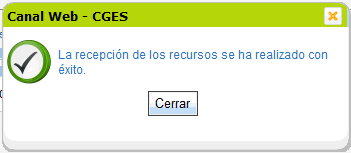 Canal Web - CGES
La recepción de los recursos se ha realizado con
éxito.
Cerrar